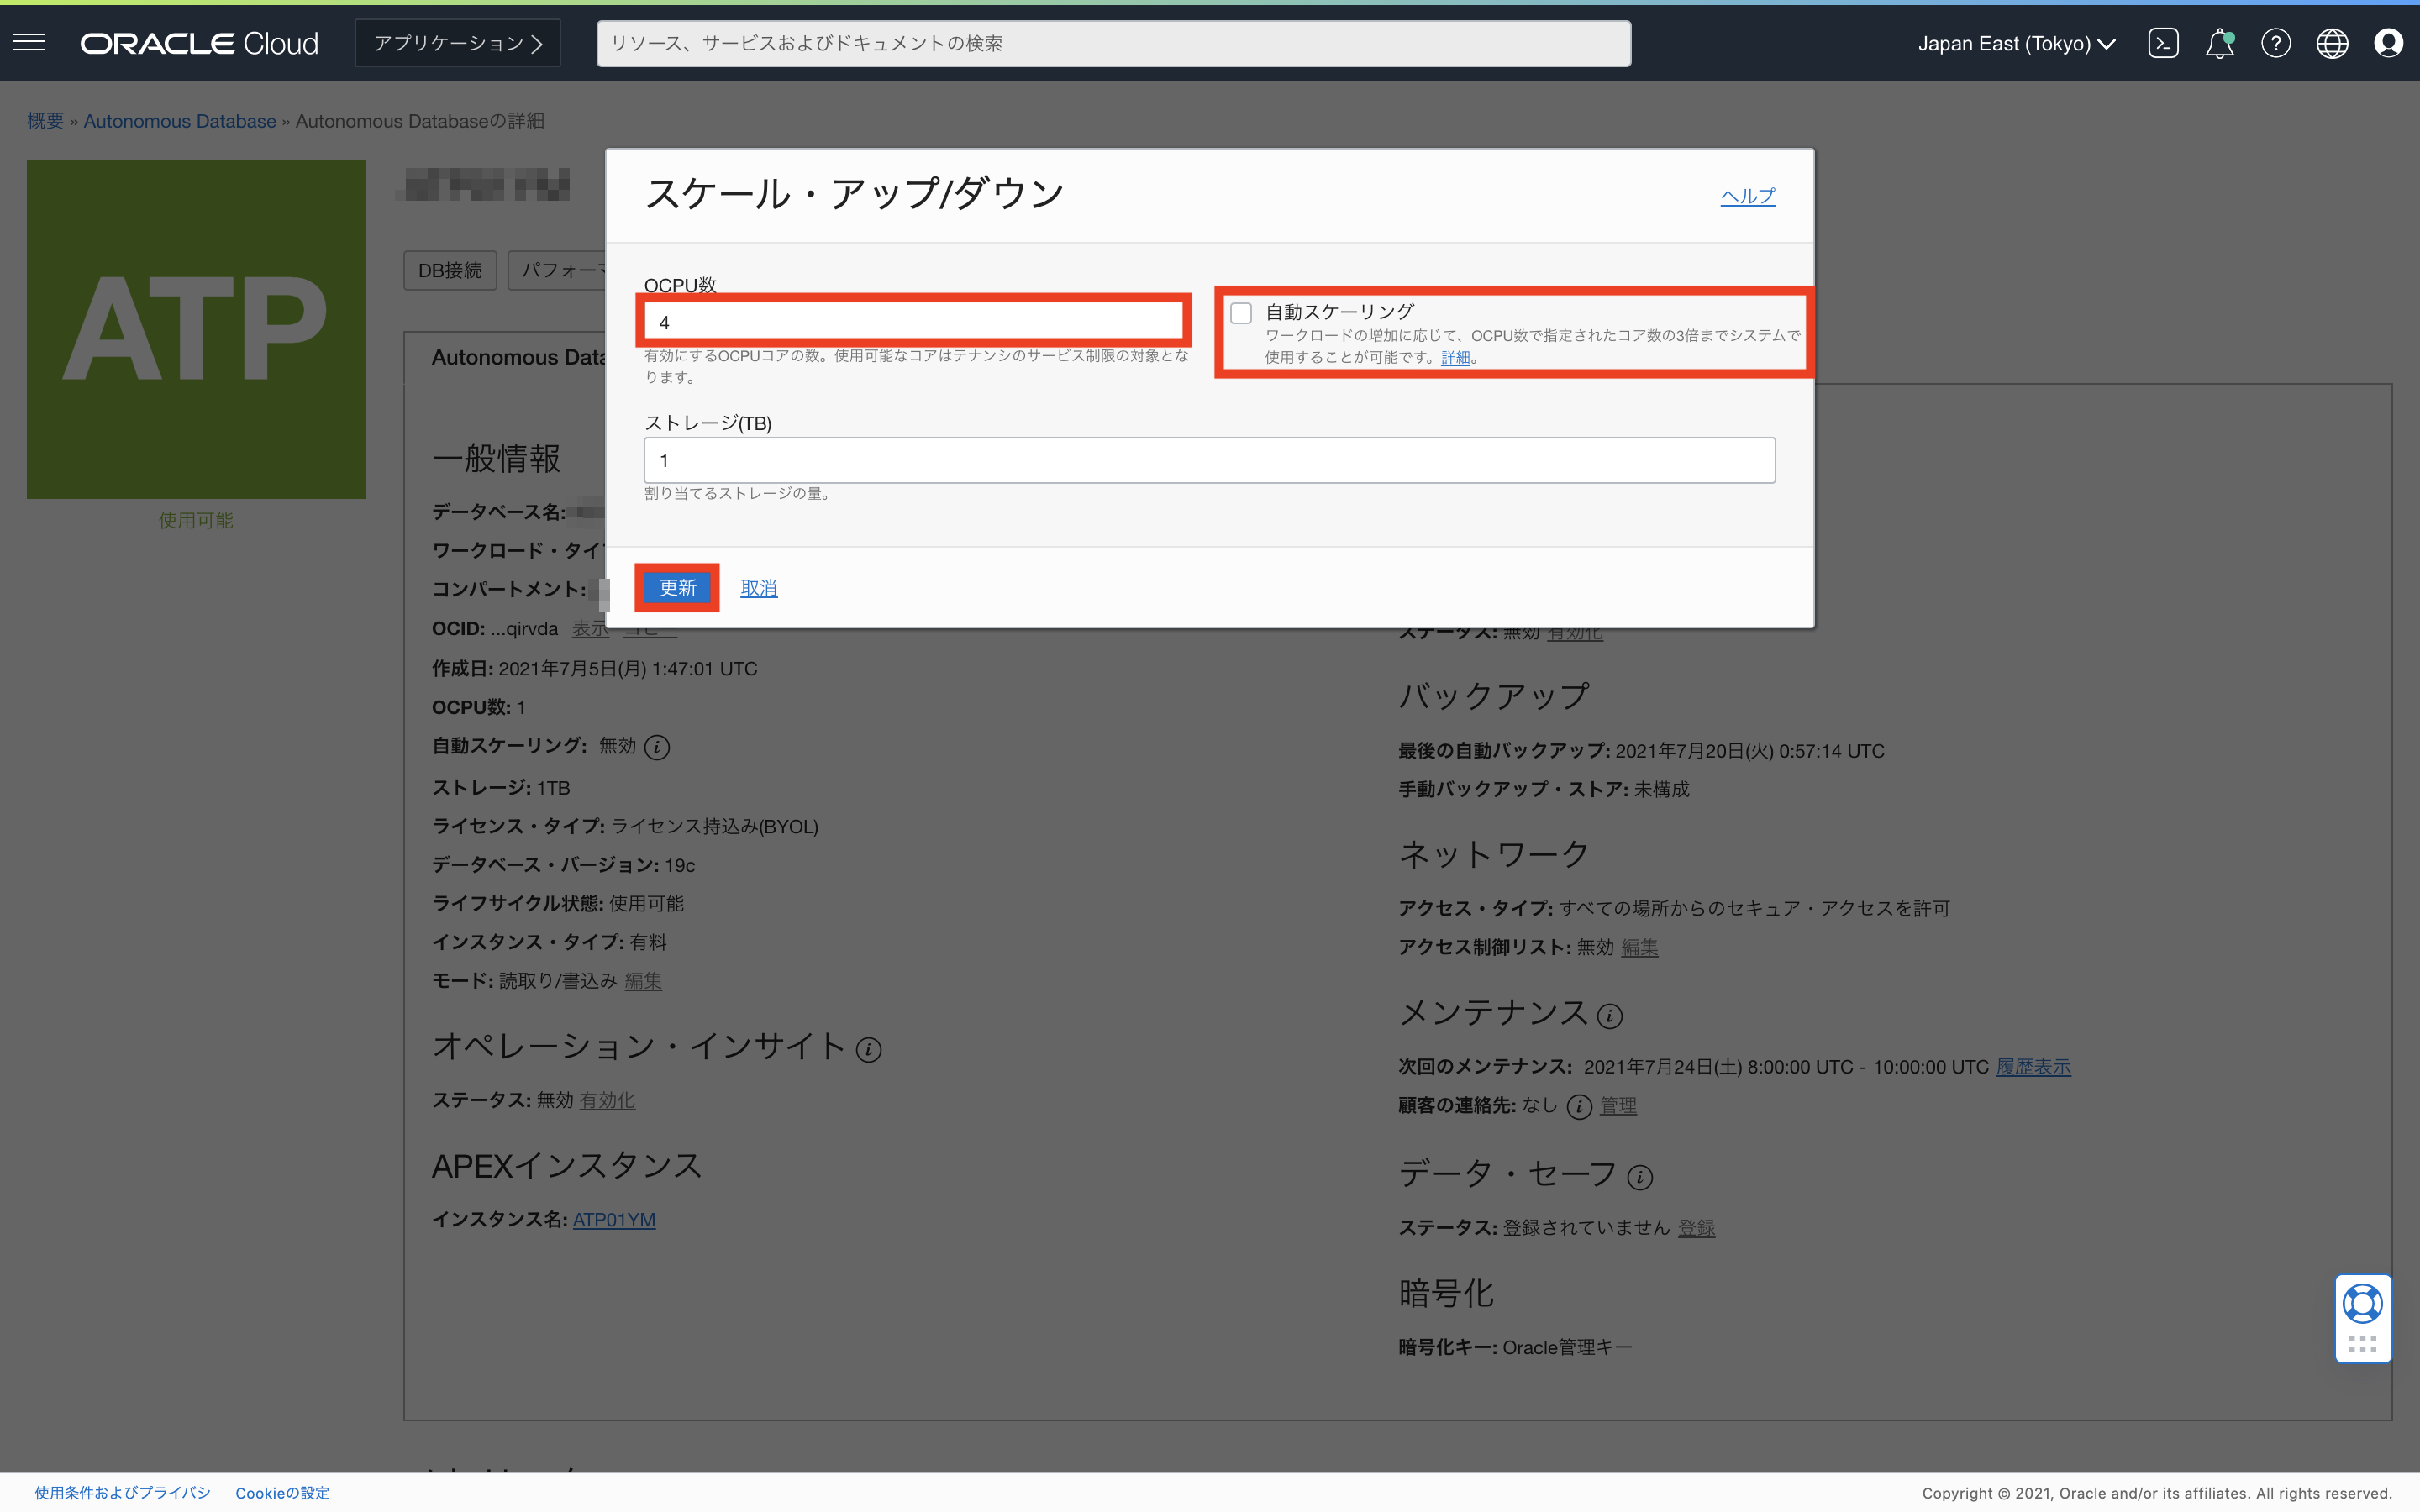 ORACLE Cloud
アプリケーション
リソース、サービスおよびドキュメントの検索
Japan East (Tokyo)
概要 » Autonomous Database » Autonomous Databaseの詳細
ATP
使用可能
DB接続
パフォーマ
Autonomous Data
スケール・アップ/ダウン
ヘルプ
OCPU数
4
有効にするOCPUコアの数。使用可能なコアはテナンシのサービス制限の対象とな
ります。
自動スケーリング
ワークロードの増加に応じて、OCPU数で指定されたコア数の3倍までシステムで
使用することが可能です。詳細。
ストレージ(TB)
1
割り当てるストレージの量。
更新
取消
一般情報
データベース名:
ワークロード・タイプ
コンパートメント:
OCID: ...qirvda 表示 コピー
作成日: 2021年7月5日(月) 1:47:01 UTC
OCPU数: 1
自動スケーリング: 無効
ストレージ: 1TB
ライセンス・タイプ: ライセンス持込み(BYOL)
データベース・バージョン: 19c
ライフサイクル状態: 使用可能
インスタンス・タイプ: 有料
モード: 読取り/書込み 編集
オペレーション・インサイト
ステータス: 無効 有効化
APEXインスタンス
インスタンス名: ATP01YM
ステータス: 無効 有効化
バックアップ
最後の自動バックアップ: 2021年7月20日(火) 0:57:14 UTC
手動バックアップ・ストア: 未構成
ネットワーク
アクセス・タイプ: すべての場所からのセキュア・アクセスを許可
アクセス制御リスト: 無効 編集
メンテナンス
次回のメンテナンス: 2021年7月24日(土) 8:00:00 UTC - 10:00:00 UTC 履歴表示
顧客の連絡先: なし 管理
データ・セーフ
ステータス: 登録されていません 登録
暗号化
暗号化キー: Oracle管理キー
使用条件およびプライバシ
Cookieの設定
Copyright © 2021, Oracle and/or its affiliates. All rights reserved.